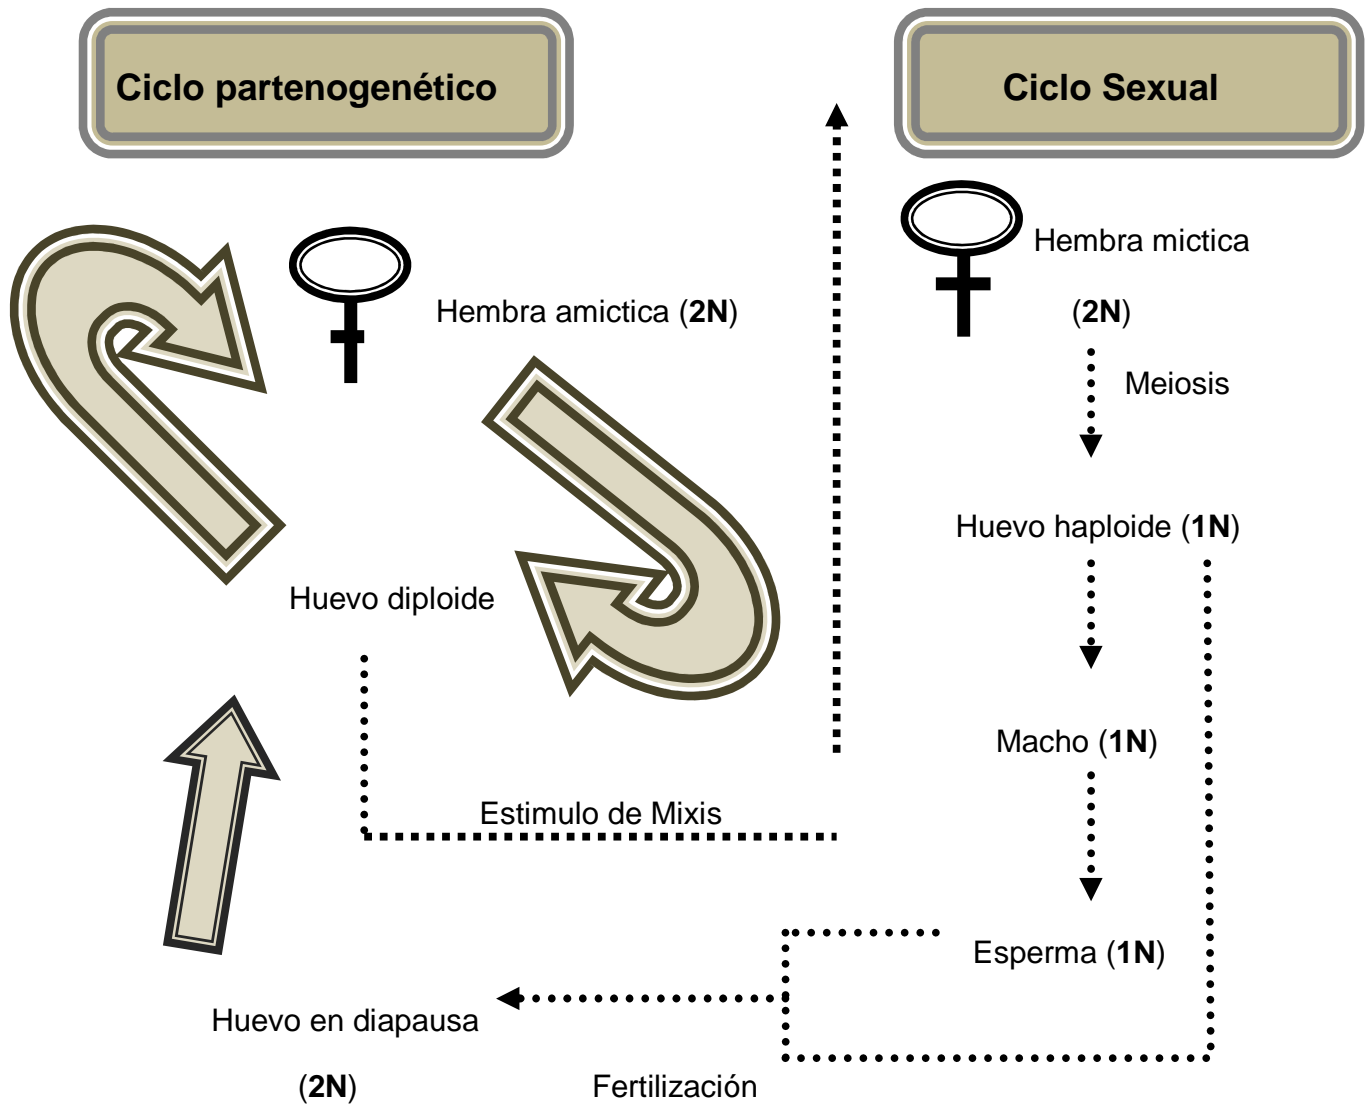 Ciclo partenogenético
Ciclo Sexual
Hembra amictica (2N)
Huevo diploide
Estimulo de Mixis
Hembra mictica
(2N)
Meiosis
Huevo haploide (1N)
Macho (1N)
Esperma (1N)
Huevo en diapausa
(2N)
Fertilización